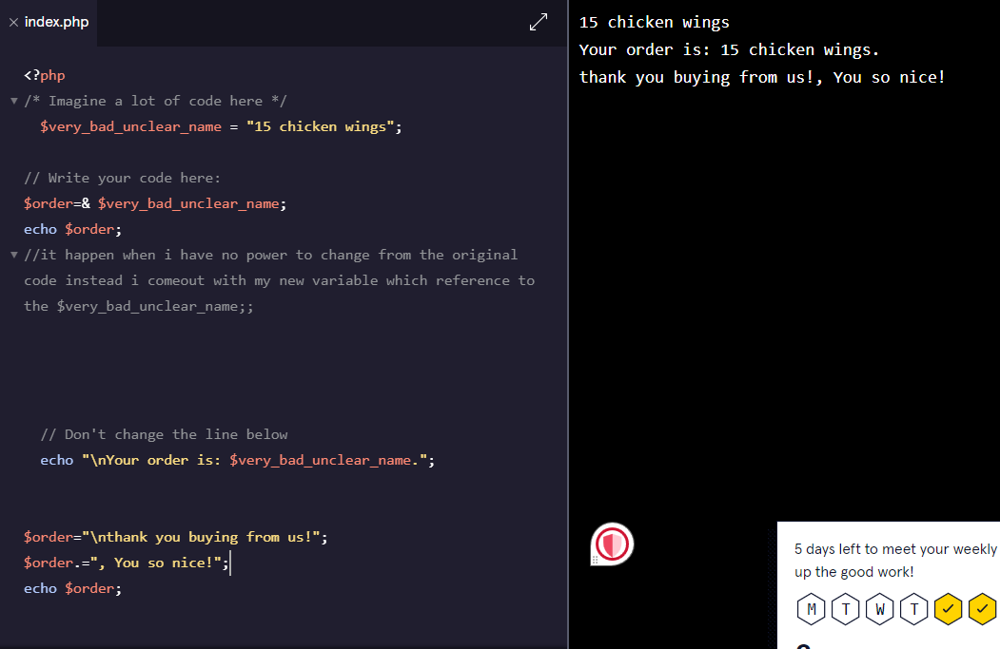 × index.php
<?php
/* Imagine a lot of code here */
$very_bad_unclear_name = "15 chicken wings";
// Write your code here:
$order=& $very_bad_unclear_name;
echo $order;
//it happen when i have no power to change from the original
code instead i comeout with my new variable which reference to
the $very_bad_unclear_name;;
// Don't change the line below
echo "\nYour order is: $very_bad_unclear_name.";
$order="\nthank you buying from us!";
$order.=", You so nice!";
echo $order;
15 chicken wings
Your order is: 15 chicken wings.
thank you buying from us!, You so nice!
5 days left to meet your weekly
up the good work!
M T W T